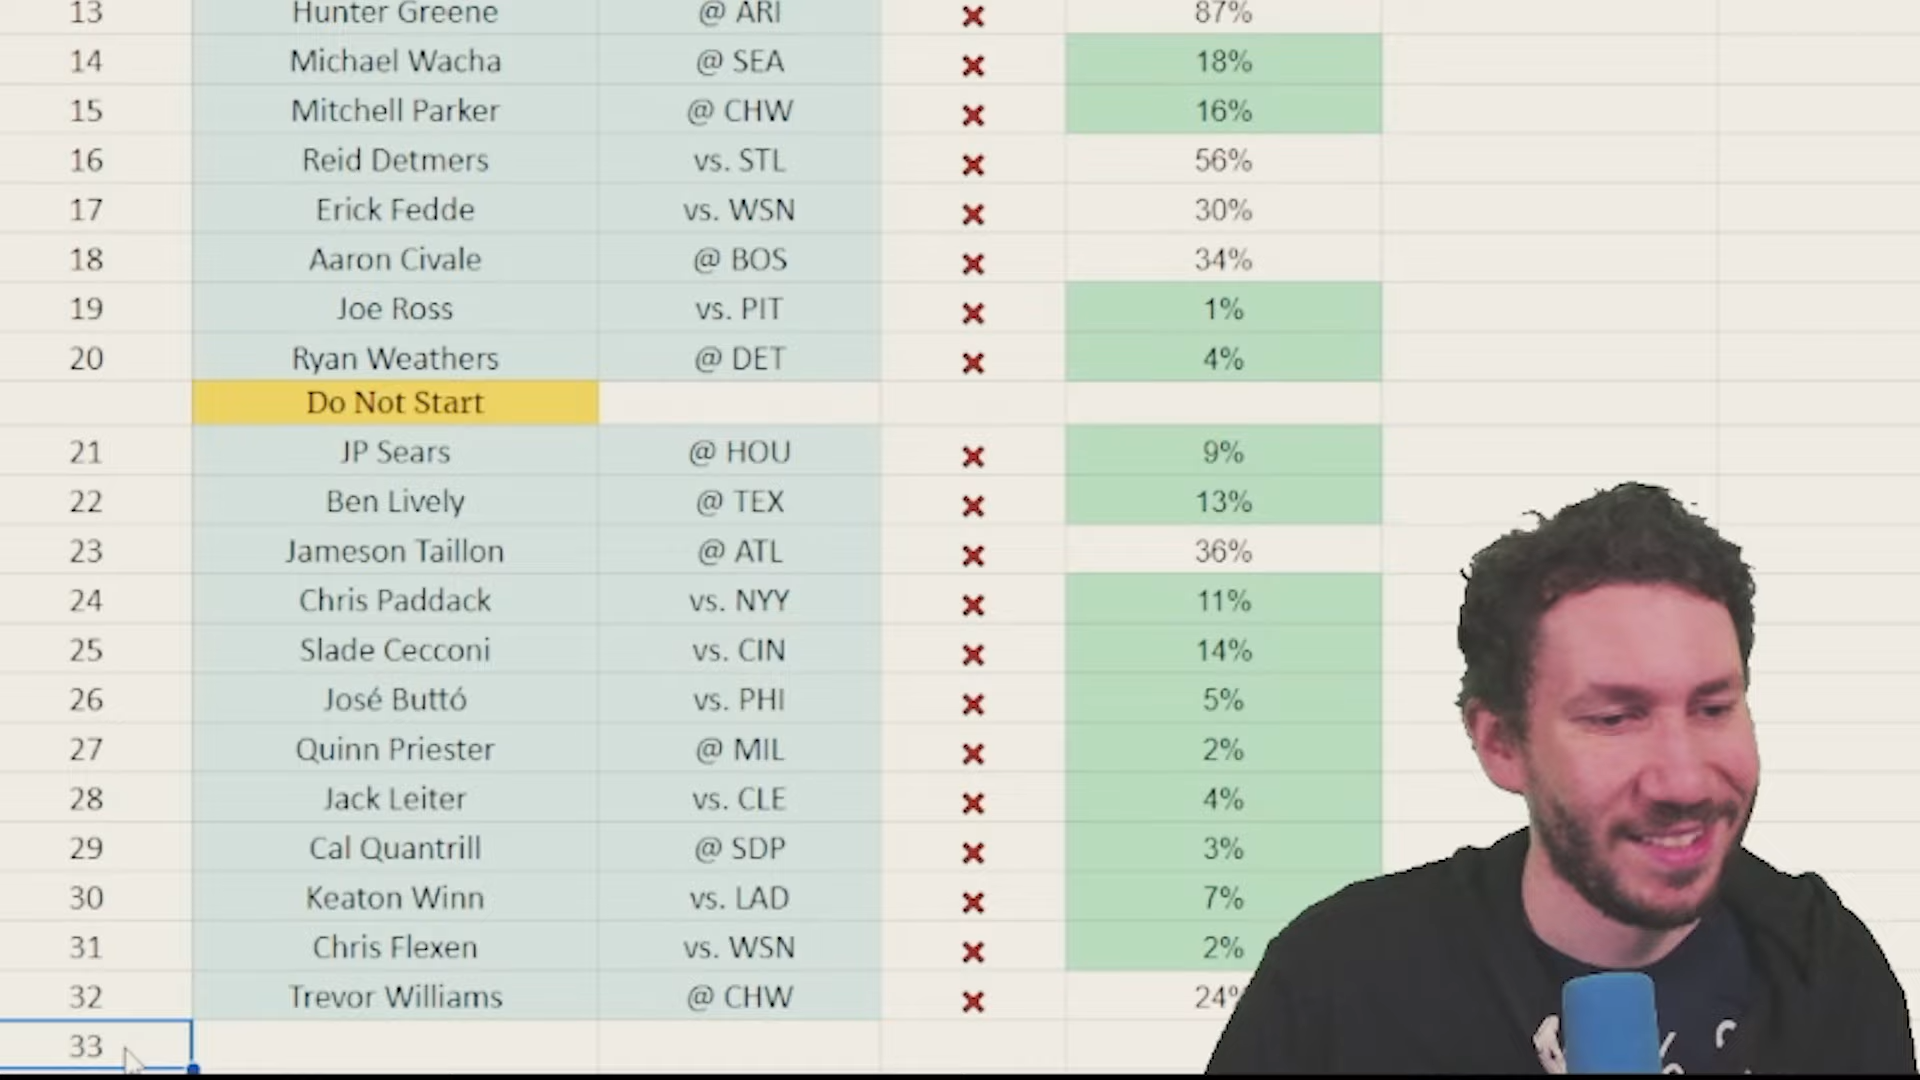 13 Hunter Greene @ ARI ✖ 87%
14 Michael Wacha @ SEA ✖ 18%
15 Mitchell Parker @ CHW ✖ 16%
16 Reid Detmers vs. STL ✖ 56%
17 Erick Fedde vs. WSN ✖ 30%
18 Aaron Civale @ BOS ✖ 34%
19 Joe Ross vs. PIT ✖ 1%
20 Ryan Weathers @ DET ✖ 4%
Do Not Start
21 JP Sears @ HOU ✖ 9%
22 Ben Lively @ TEX ✖ 13%
23 Jameson Taillon @ ATL ✖ 36%
24 Chris Paddack vs. NYY ✖ 11%
25 Slade Cecconi vs. CIN ✖ 14%
26 José Buttó vs. PHI ✖ 5%
27 Quinn Priester @ MIL ✖ 2%
28 Jack Leiter vs. CLE ✖ 4%
29 Cal Quantrill @ SDP ✖ 3%
30 Keaton Winn vs. LAD ✖ 7%
31 Chris Flexen vs. WSN ✖ 2%
32 Trevor Williams @ CHW ✖ 24%
33